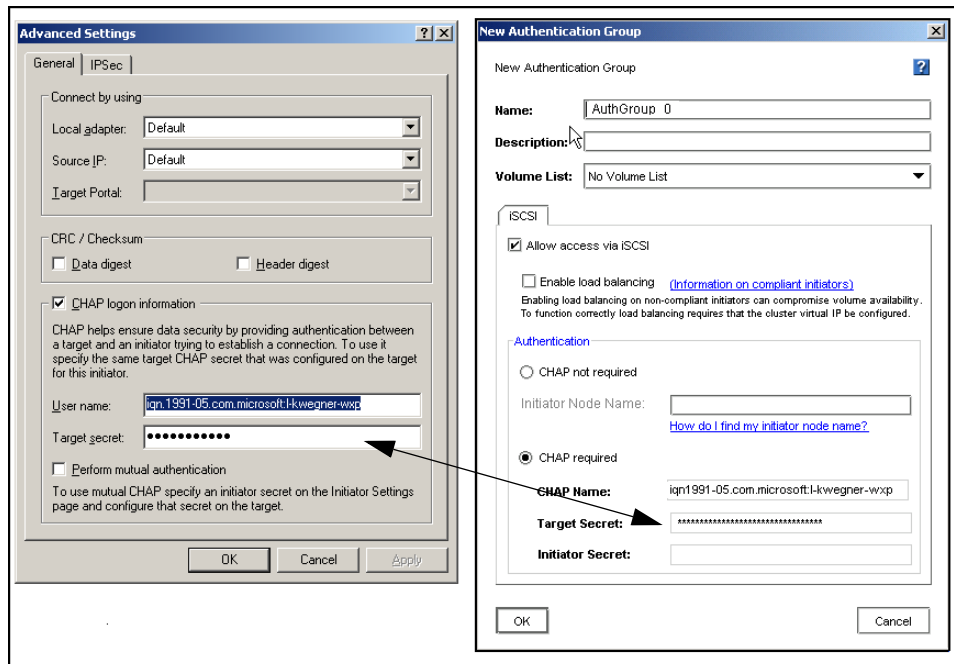 Advanced Settings
General
IPSec
Connect by using
Local adapter:
Default
Source IP:
Default
Target Portal:
CRC / Checksum
Data digest
Header digest
CHAP logon information
CHAP helps ensure data security by providing authentication between
a target and an initiator trying to establish a connection. To use it
specify the same target CHAP secret that was configured on the target
for this initiator.
User name:
iqn.1991-05.com.microsoft:l-kwegner-wxp
Target secret:
●●●●●●●●●●●
Perform mutual authentication
To use mutual CHAP specify an initiator secret on the Initiator Settings
page and configure that secret on the target.
OK
Cancel
Apply
New Authentication Group
New Authentication Group
Name:
AuthGroup 0
Description:
Volume List:
No Volume List
iSCSI
Allow access via iSCSI
Enable load balancing
(Information on compliant initiators)
Enabling load balancing on non-compliant initiators can compromise volume availability.
To function correctly load balancing requires that the cluster virtual IP be configured.
Authentication
CHAP not required
Initiator Node Name:
How do I find my initiator node name?
CHAP required
CHAP Name:
iqn1991-05.com.microsoft:l-kwegner-wxp
Target Secret:
********************************
Initiator Secret:
OK
Cancel